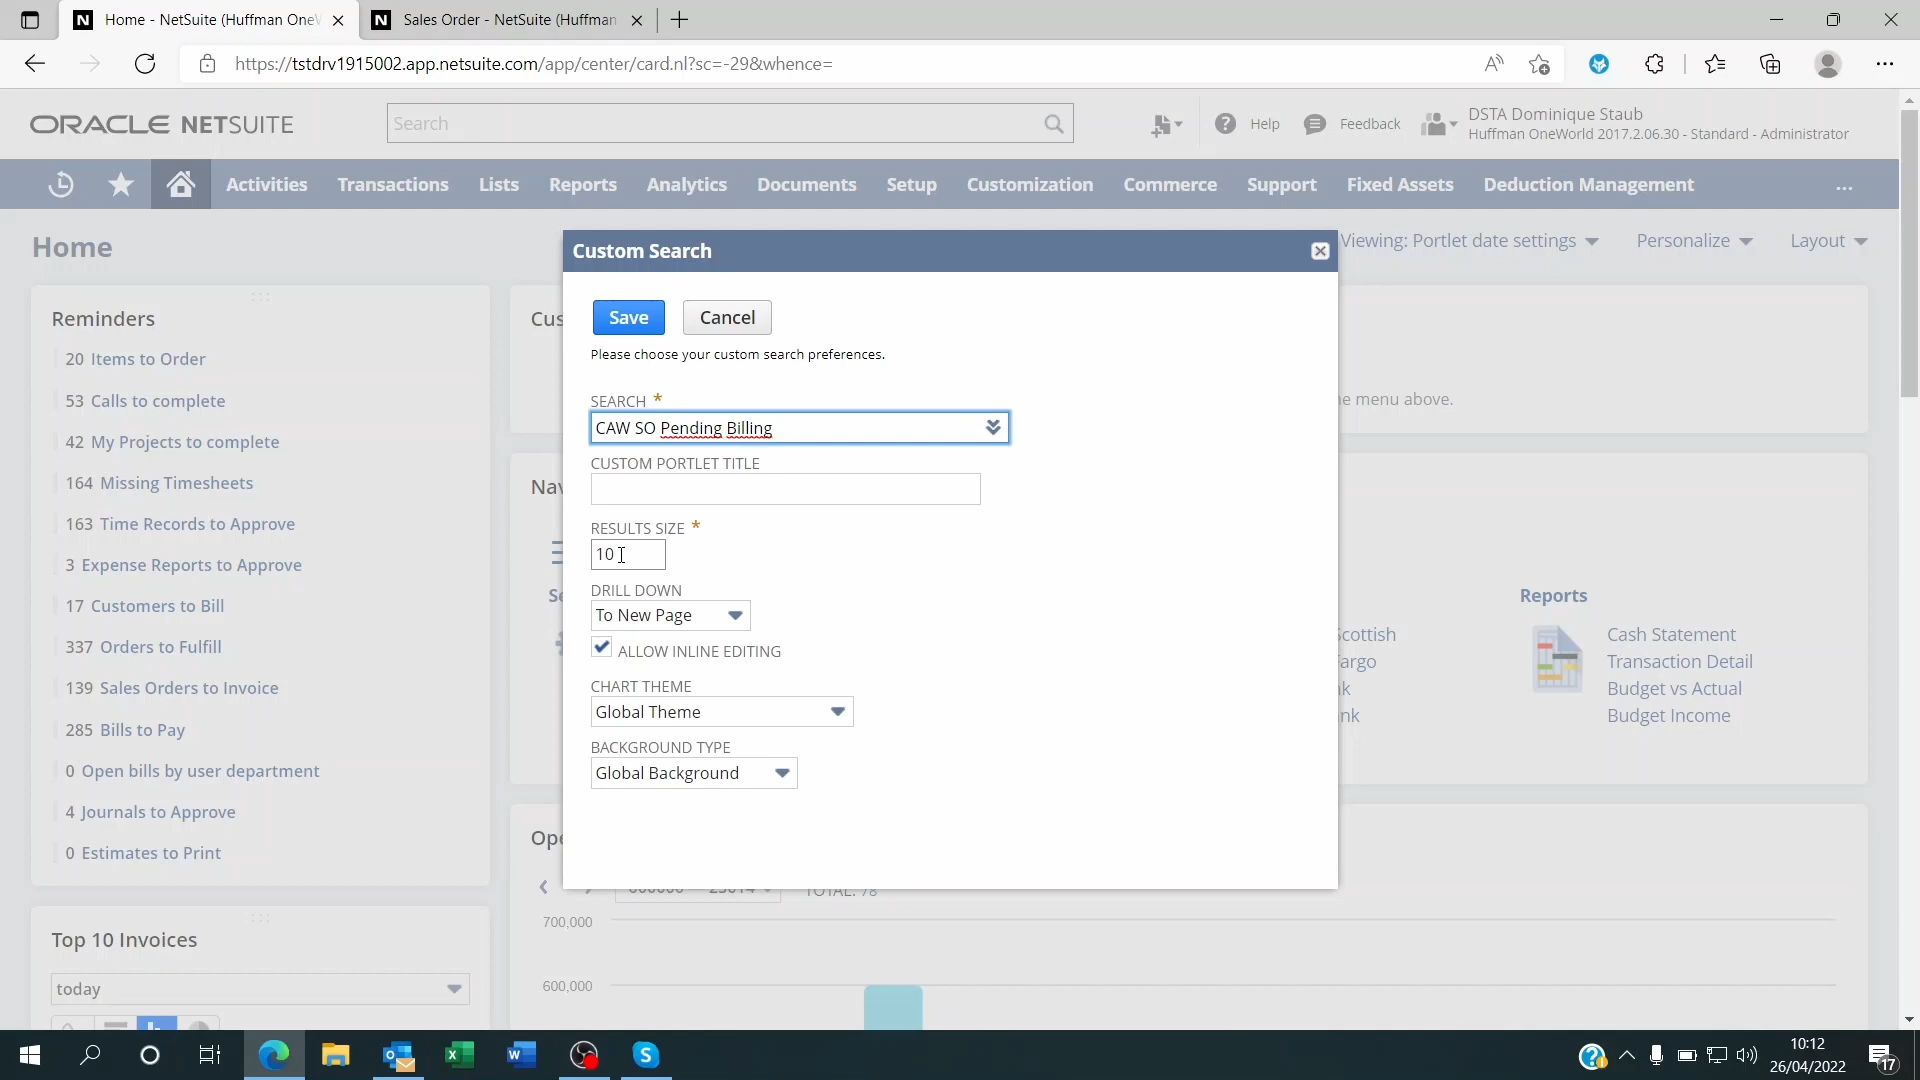 Home - NetSuite (Huffman OneW
Sales Order - NetSuite (Huffman
https://tstdrv1915002.app.netsuite.com/app/center/card.nl?sc=-29&whence=
ORACLE NETSUITE
Search
Help
Feedback
DSTA Dominique Staub
Huffman OneWorld 2017.2.06.30 - Standard - Administrator
Activities
Transactions
Lists
Reports
Analytics
Documents
Setup
Customization
Commerce
Support
Fixed Assets
Deduction Management
Home
Viewing: Portlet date settings
Personalize
Layout
Reminders
20 Items to Order
53 Calls to complete
42 My Projects to complete
164 Missing Timesheets
163 Time Records to Approve
3 Expense Reports to Approve
17 Customers to Bill
337 Orders to Fulfill
139 Sales Orders to Invoice
285 Bills to Pay
0 Open bills by user department
4 Journals to Approve
0 Estimates to Print
Top 10 Invoices
today
Cus
e menu above.
Nav
Se
Scottish
Fargo
k
nk
Reports
Cash Statement
Transaction Detail
Budget vs Actual
Budget Income
Ope
TOTAL: 78
700,000
600,000
Custom Search
Save
Cancel
Please choose your custom search preferences.
SEARCH *
CAW SO Pending Billing
CUSTOM PORTLET TITLE
RESULTS SIZE *
10
DRILL DOWN
To New Page
ALLOW INLINE EDITING
CHART THEME
Global Theme
BACKGROUND TYPE
Global Background
10:12
26/04/2022
17